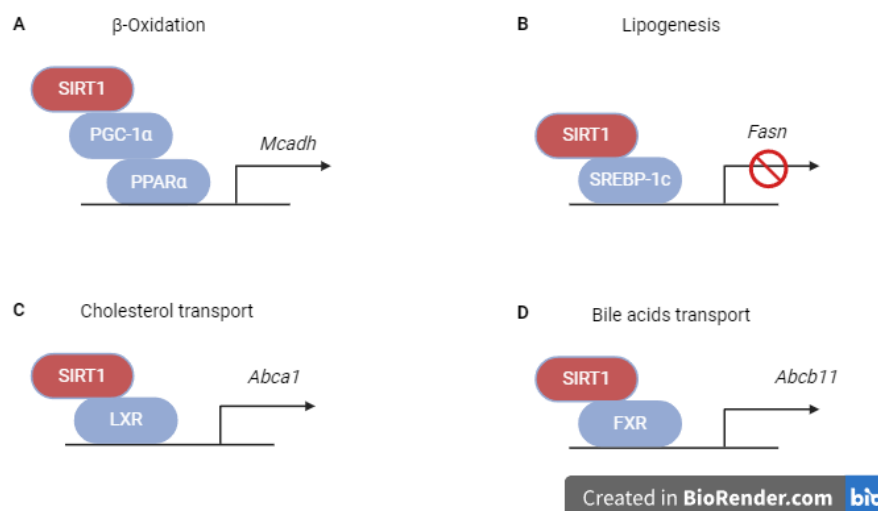 A β-Oxidation
SIRT1
PGC-1α
PPARα
Mcadh
B Lipogenesis
SIRT1
SREBP-1c
Fasn
C Cholesterol transport
SIRT1
LXR
Abca1
D Bile acids transport
SIRT1
FXR
Abcb11
Created in BioRender.com bio